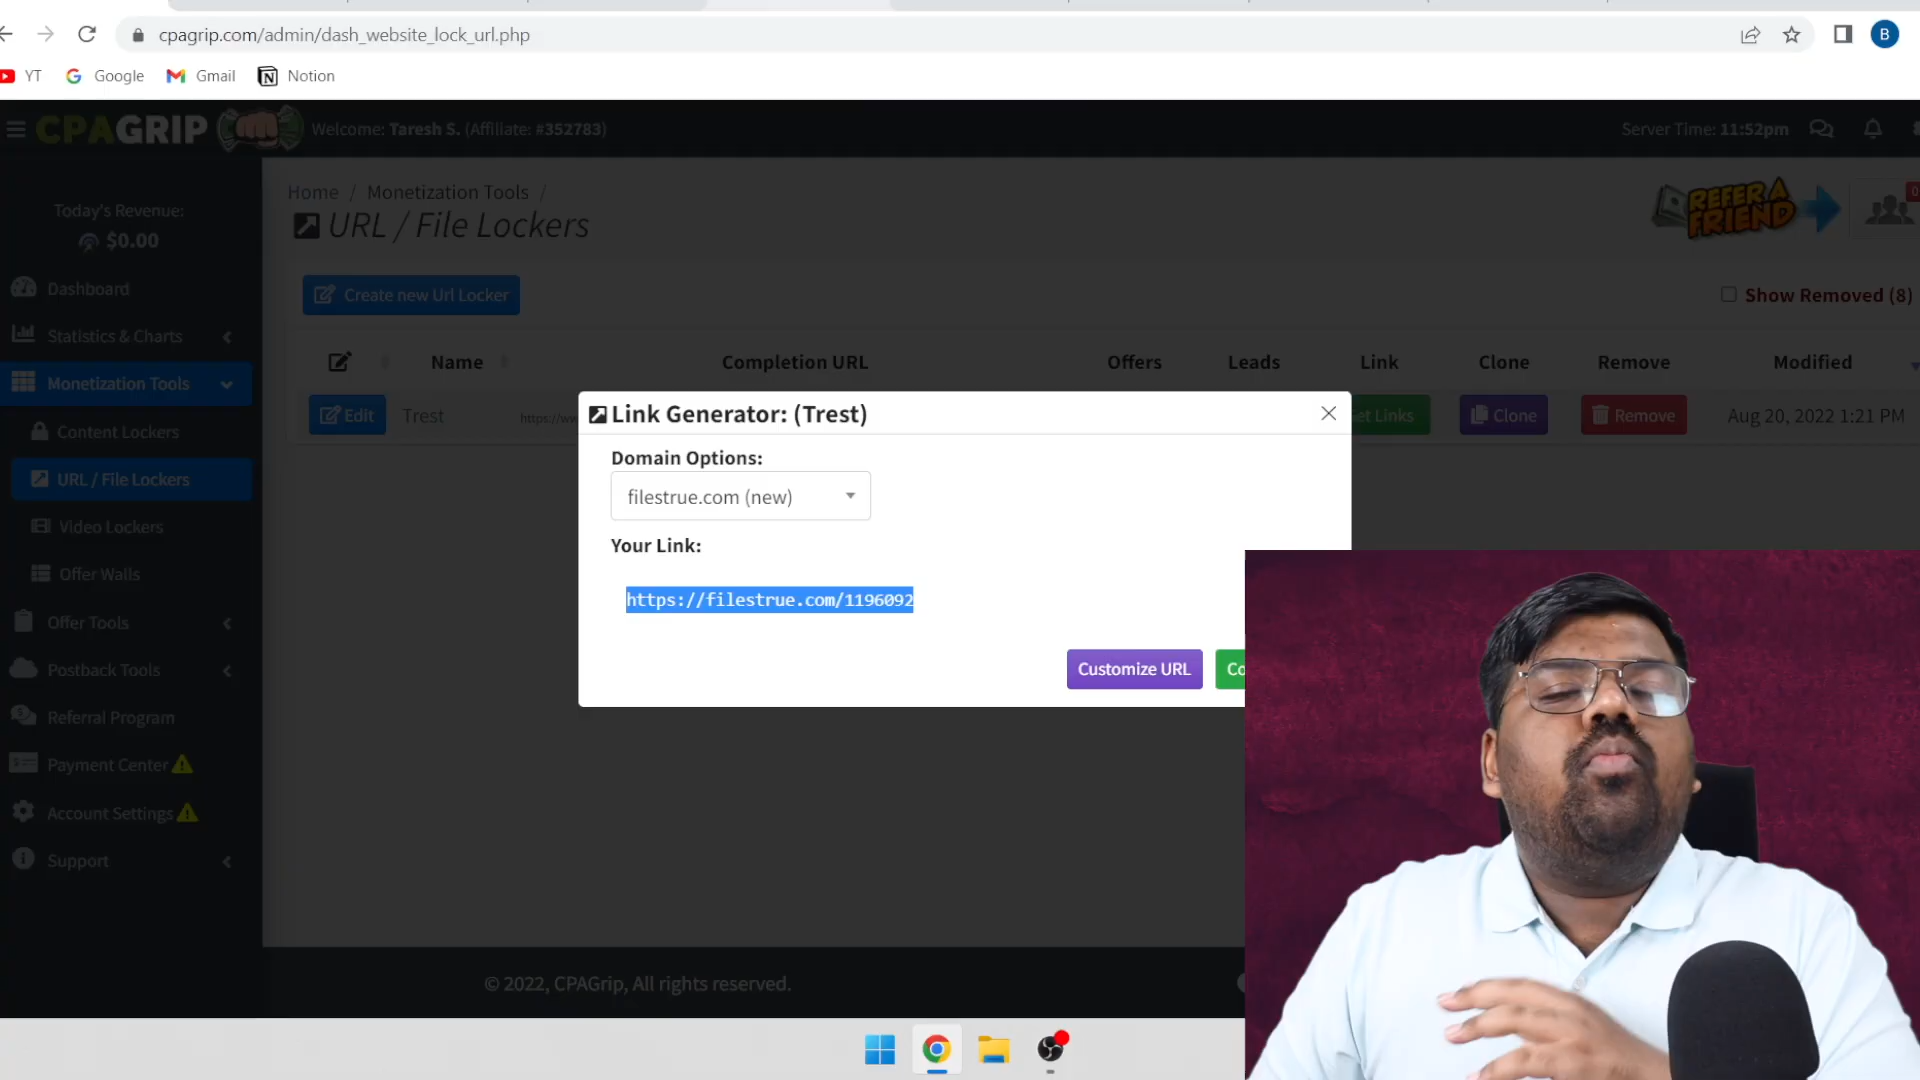 cpagrip.com/admin/dash_website_lock_url.php
B
YT
Google
Gmail
Notion
CPAGRIP
Welcome: Taresh S. (Affiliate: #352783)
Server Time: 11:52pm
Today's Revenue:
$0.00
Home / Monetization Tools /
URL / File Lockers
REFER A
FRIEND
0
Create new Url Locker
Show Removed (8)
Dashboard
Statistics & Charts
Monetization Tools
Content Lockers
URL / File Lockers
Video Lockers
Offer Walls
Offer Tools
Postback Tools
Referral Program
Payment Center
Account Settings
Support
Name
Completion URL
Offers
Leads
Link
Clone
Remove
Modified
Edit
Trest
https://ww
Get Links
Clone
Remove
Aug 20, 2022 1:21 PM
Link Generator: (Trest)
Domain Options:
filestrue.com (new)
Your Link:
https://filestrue.com/1196092
Customize URL
Co
© 2022, CPAGrip, All rights reserved.